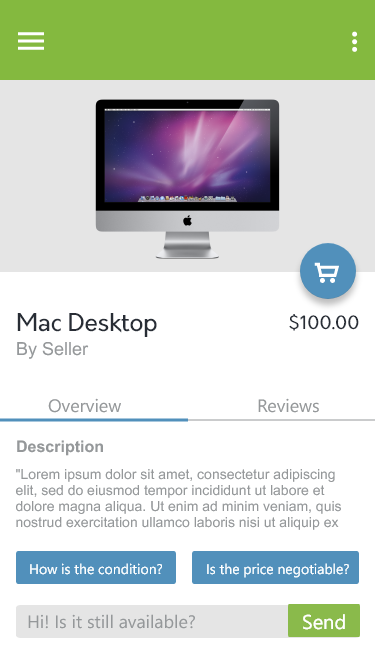 Mac Desktop
$100.00
By Seller
Overview
Reviews
Description
"Lorem ipsum dolor sit amet, consectetur adipiscing
elit, sed do eiusmod tempor incididunt ut labore et
dolore magna aliqua. Ut enim ad minim veniam, quis
nostrud exercitation ullamco laboris nisi ut aliquip ex
How is the condition?
Is the price negotiable?
Hi! Is it still available?
Send